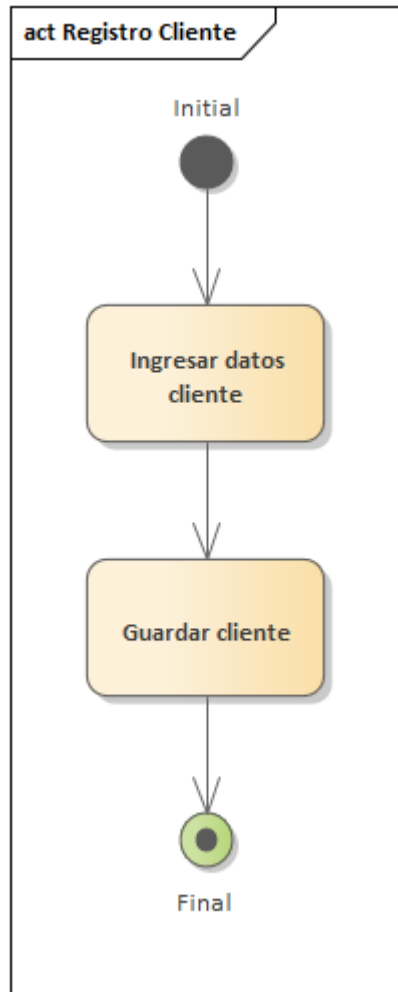 act Registro Cliente
Initial
Ingresar datos
cliente
Guardar cliente
Final